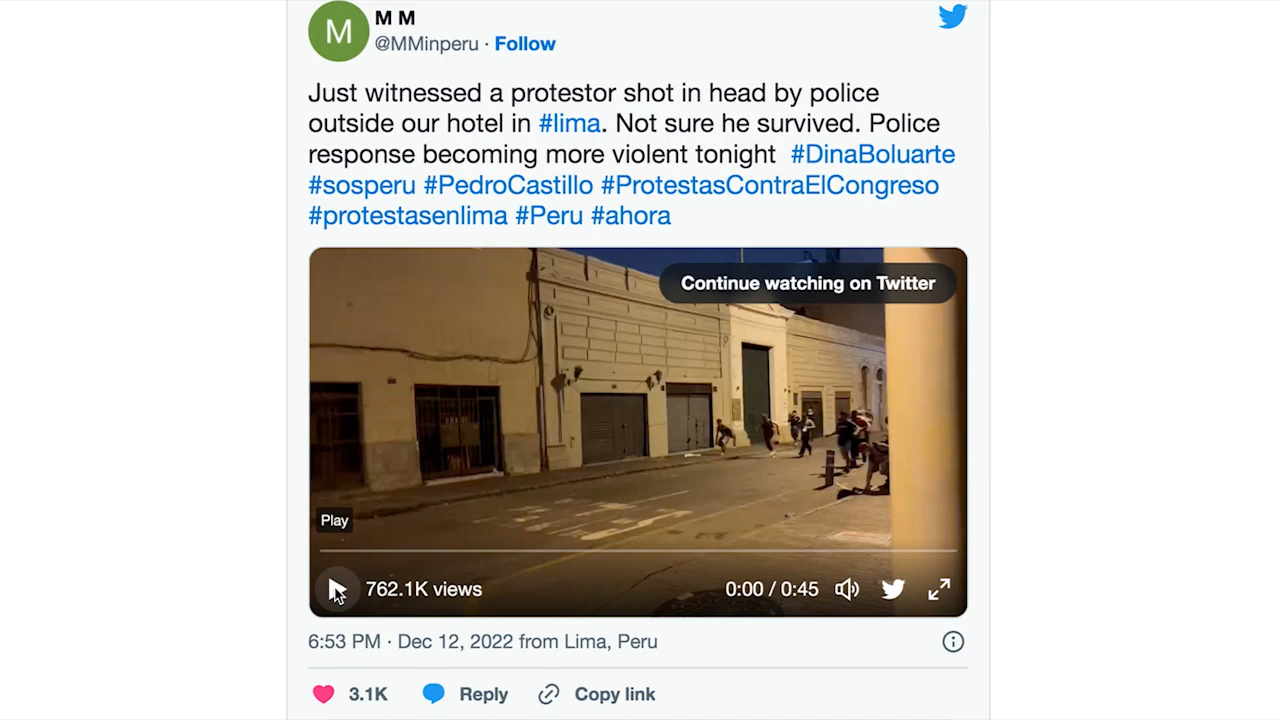 M
M M
@MMinperu · Follow
Just witnessed a protestor shot in head by police
outside our hotel in #lima. Not sure he survived. Police
response becoming more violent tonight #DinaBoluarte
#sosperu #PedroCastillo #ProtestasContraElCongreso
#protestasenlima #Peru #ahora
Continue watching on Twitter
Play
762.1K views
0:00 / 0:45
6:53 PM · Dec 12, 2022 from Lima, Peru
3.1K
Reply
Copy link